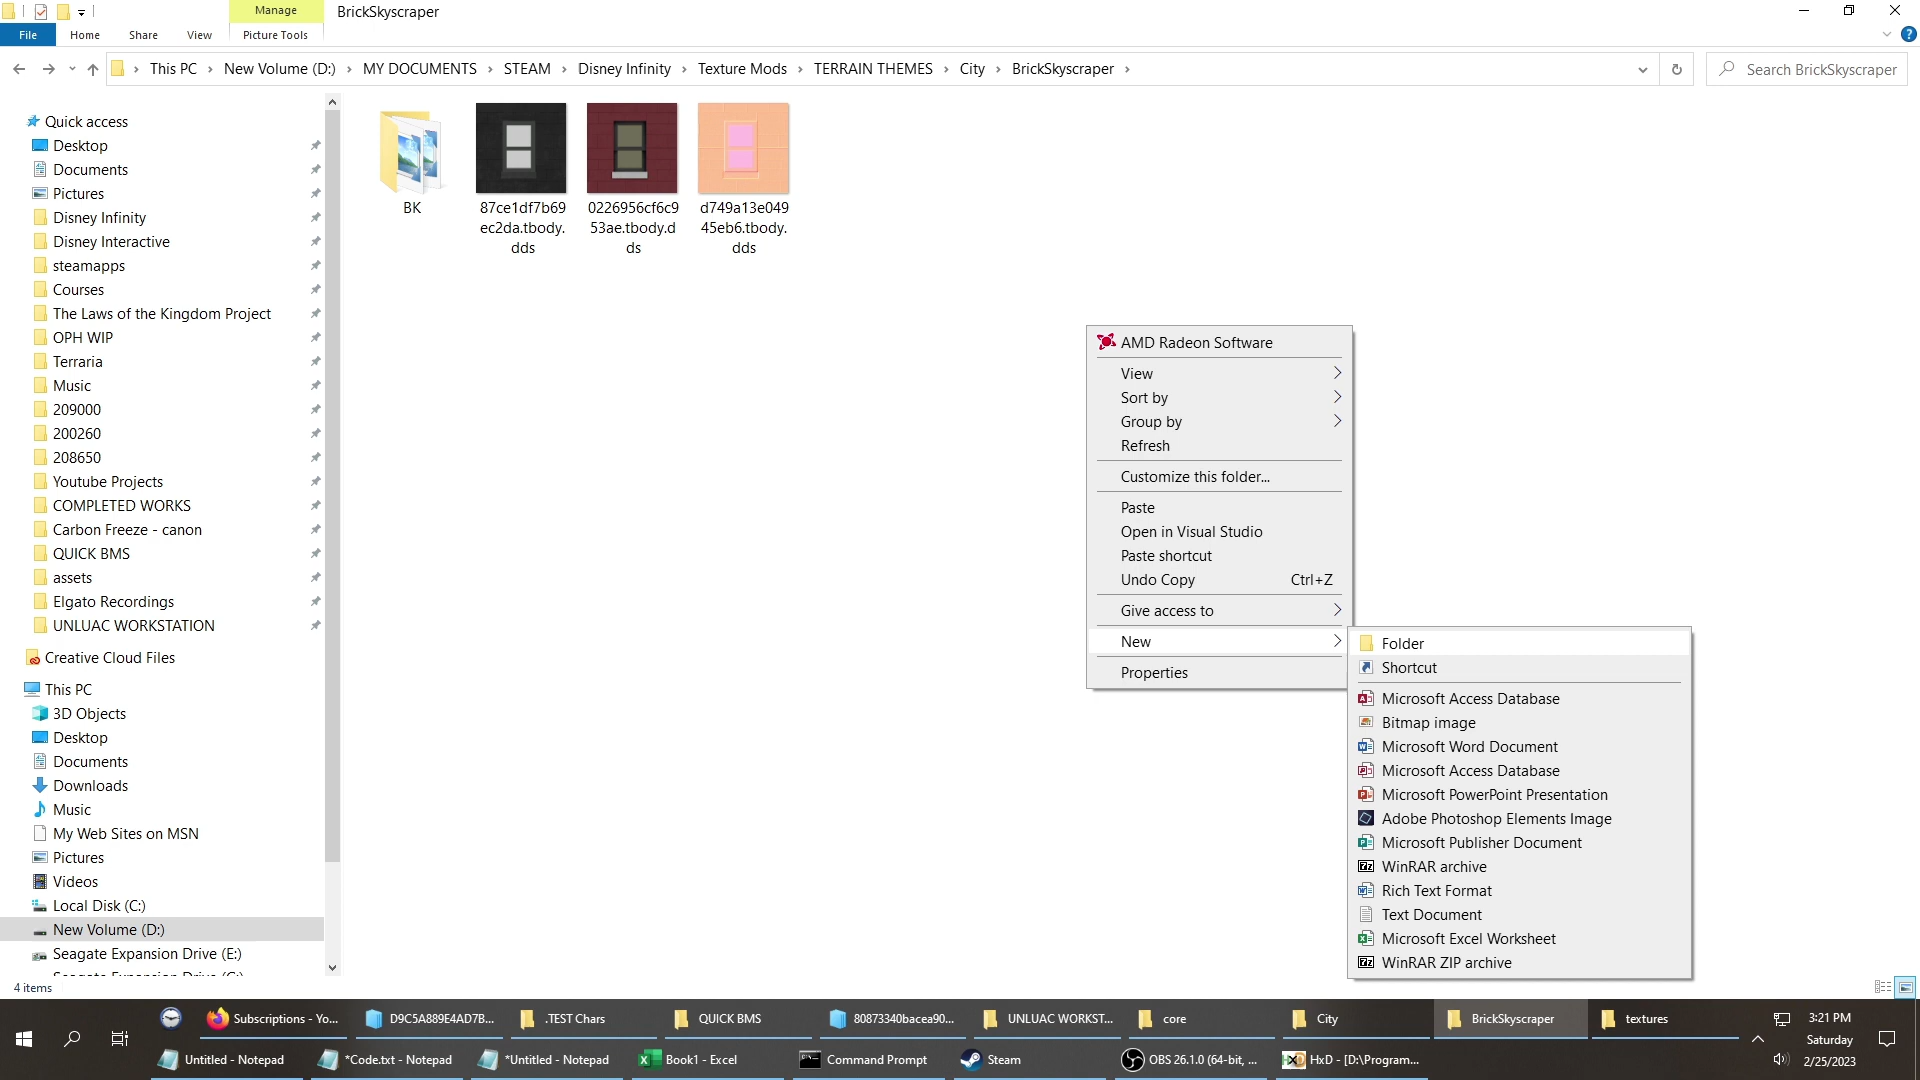 Manage
BrickSkyscraper
File
Home
Share
View
Picture Tools
This PC
New Volume (D:)
MY DOCUMENTS
STEAM
Disney Infinity
Texture Mods
TERRAIN THEMES
City
BrickSkyscraper
Search BrickSkyscraper
Quick access
Desktop
Documents
Pictures
Disney Infinity
Disney Interactive
steamapps
Courses
The Laws of the Kingdom Project
OPH WIP
Terraria
Music
209000
200260
208650
Youtube Projects
COMPLETED WORKS
Carbon Freeze - canon
QUICK BMS
assets
Elgato Recordings
UNLUAC WORKSTATION
Creative Cloud Files
This PC
3D Objects
Desktop
Documents
Downloads
Music
My Web Sites on MSN
Pictures
Videos
Local Disk (C:)
New Volume (D:)
Seagate Expansion Drive (E:)
BK
87ce1df7b69
ec2da.tbody.
dds
0226956cf6c9
53ae.tbody.d
ds
d749a13e049
45eb6.tbody.
dds
AMD Radeon Software
View
Sort by
Group by
Refresh
Customize this folder...
Paste
Open in Visual Studio
Paste shortcut
Undo Copy Ctrl+Z
Give access to
New
Properties
Folder
Shortcut
Microsoft Access Database
Bitmap image
Microsoft Word Document
Microsoft Access Database
Microsoft PowerPoint Presentation
Adobe Photoshop Elements Image
Microsoft Publisher Document
WinRAR archive
Rich Text Format
Text Document
Microsoft Excel Worksheet
WinRAR ZIP archive
4 items
Subscriptions - Yo...
D9C5A889E4AD7B...
.TEST Chars
QUICK BMS
80873340bacea90...
UNLUAC WORKST...
core
City
BrickSkyscraper
textures
Untitled - Notepad
*Code.txt - Notepad
*Untitled - Notepad
Book1 - Excel
Command Prompt
Steam
OBS 26.1.0 (64-bit, ...
HxD - [D:\Program...
3:21 PM
Saturday
2/25/2023